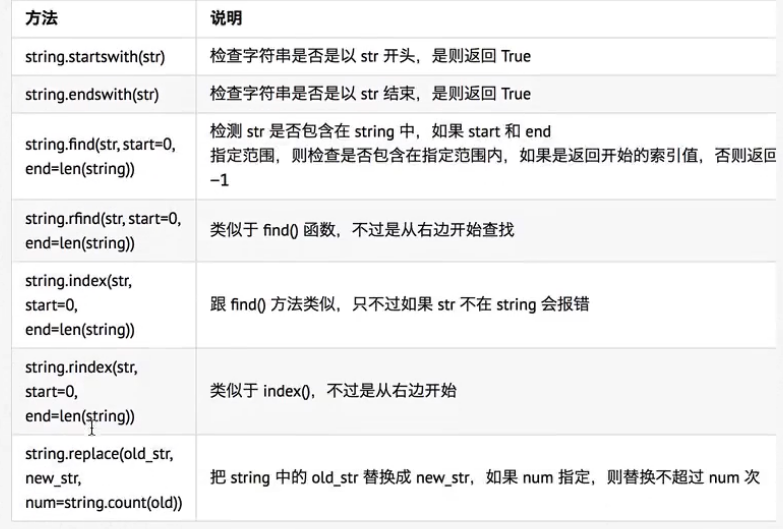 方法 说明
string.startswith(str) 检查字符串是否是以 str 开头，是则返回 True
string.endswith(str) 检查字符串是否是以 str 结束，是则返回 True
string.find(str, start=0,
end=len(string))
检测 str 是否包含在 string 中，如果 start 和 end
指定范围，则检查是否包含在指定范围内，如果是返回开始的索引值，否则返回
–1
string.rfind(str, start=0,
end=len(string))
类似于 find() 函数，不过是从右边开始查找
string.index(str,
start=0,
end=len(string))
跟 find() 方法类似，只不过如果 str 不在 string 会报错
string.rindex(str,
start=0,
end=len(string))
类似于 index()，不过是从右边开始
string.replace(old_str,
new_str,
num=string.count(old))
把 string 中的 old_str 替换成 new_str，如果 num 指定，则替换不超过 num 次